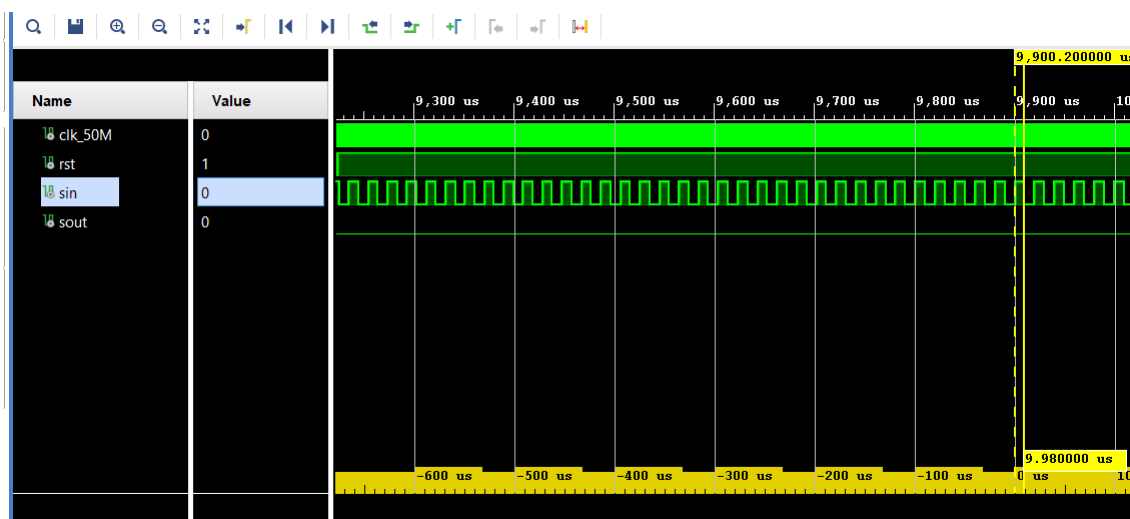 9,900.200000 u
Name Value
9,300 us 9,400 us 9,500 us 9,600 us 9,700 us 9,800 us 9,900 us 10
clk_50M 0
rst 1
sin 0
sout 0
9.980000 us
-600 us -500 us -400 us -300 us -200 us -100 us 0 us 10